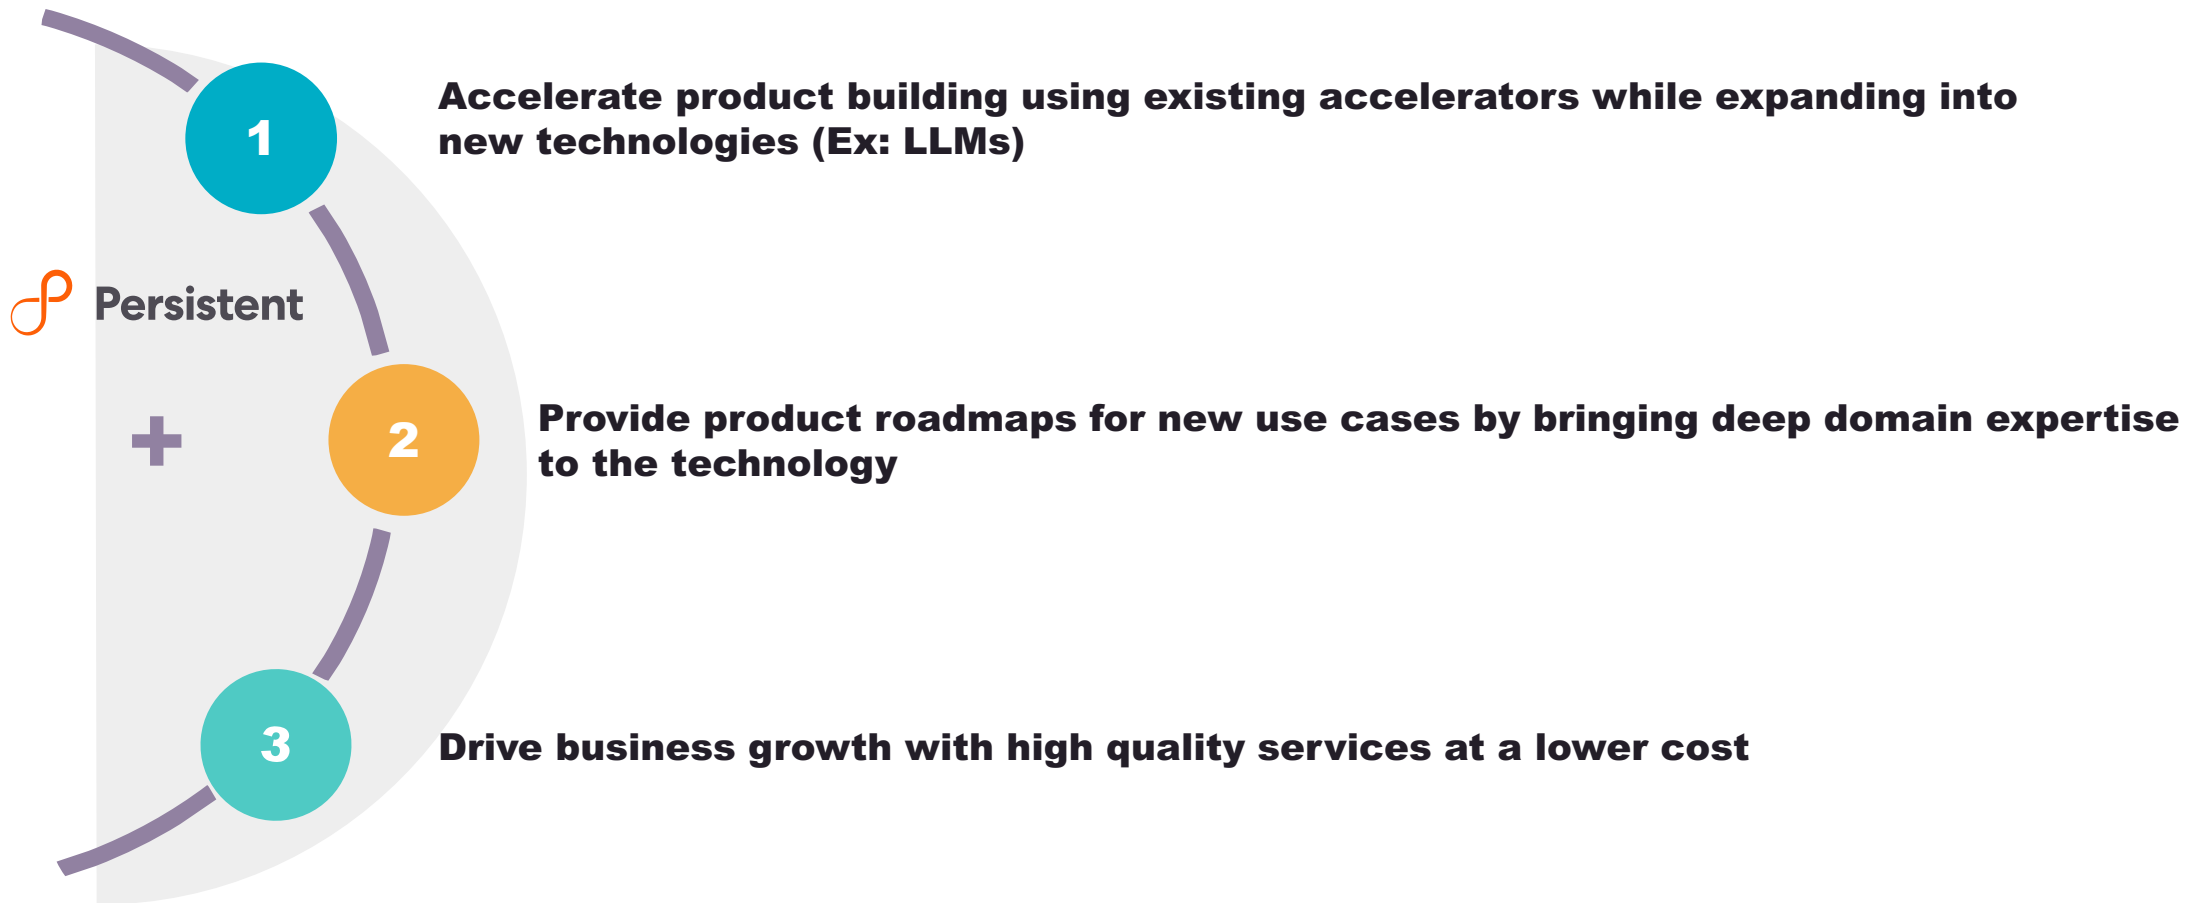 1
Accelerate product building using existing accelerators while expanding into
new technologies (Ex: LLMs)
Persistent
+
2
Provide product roadmaps for new use cases by bringing deep domain expertise
to the technology
3
Drive business growth with high quality services at a lower cost